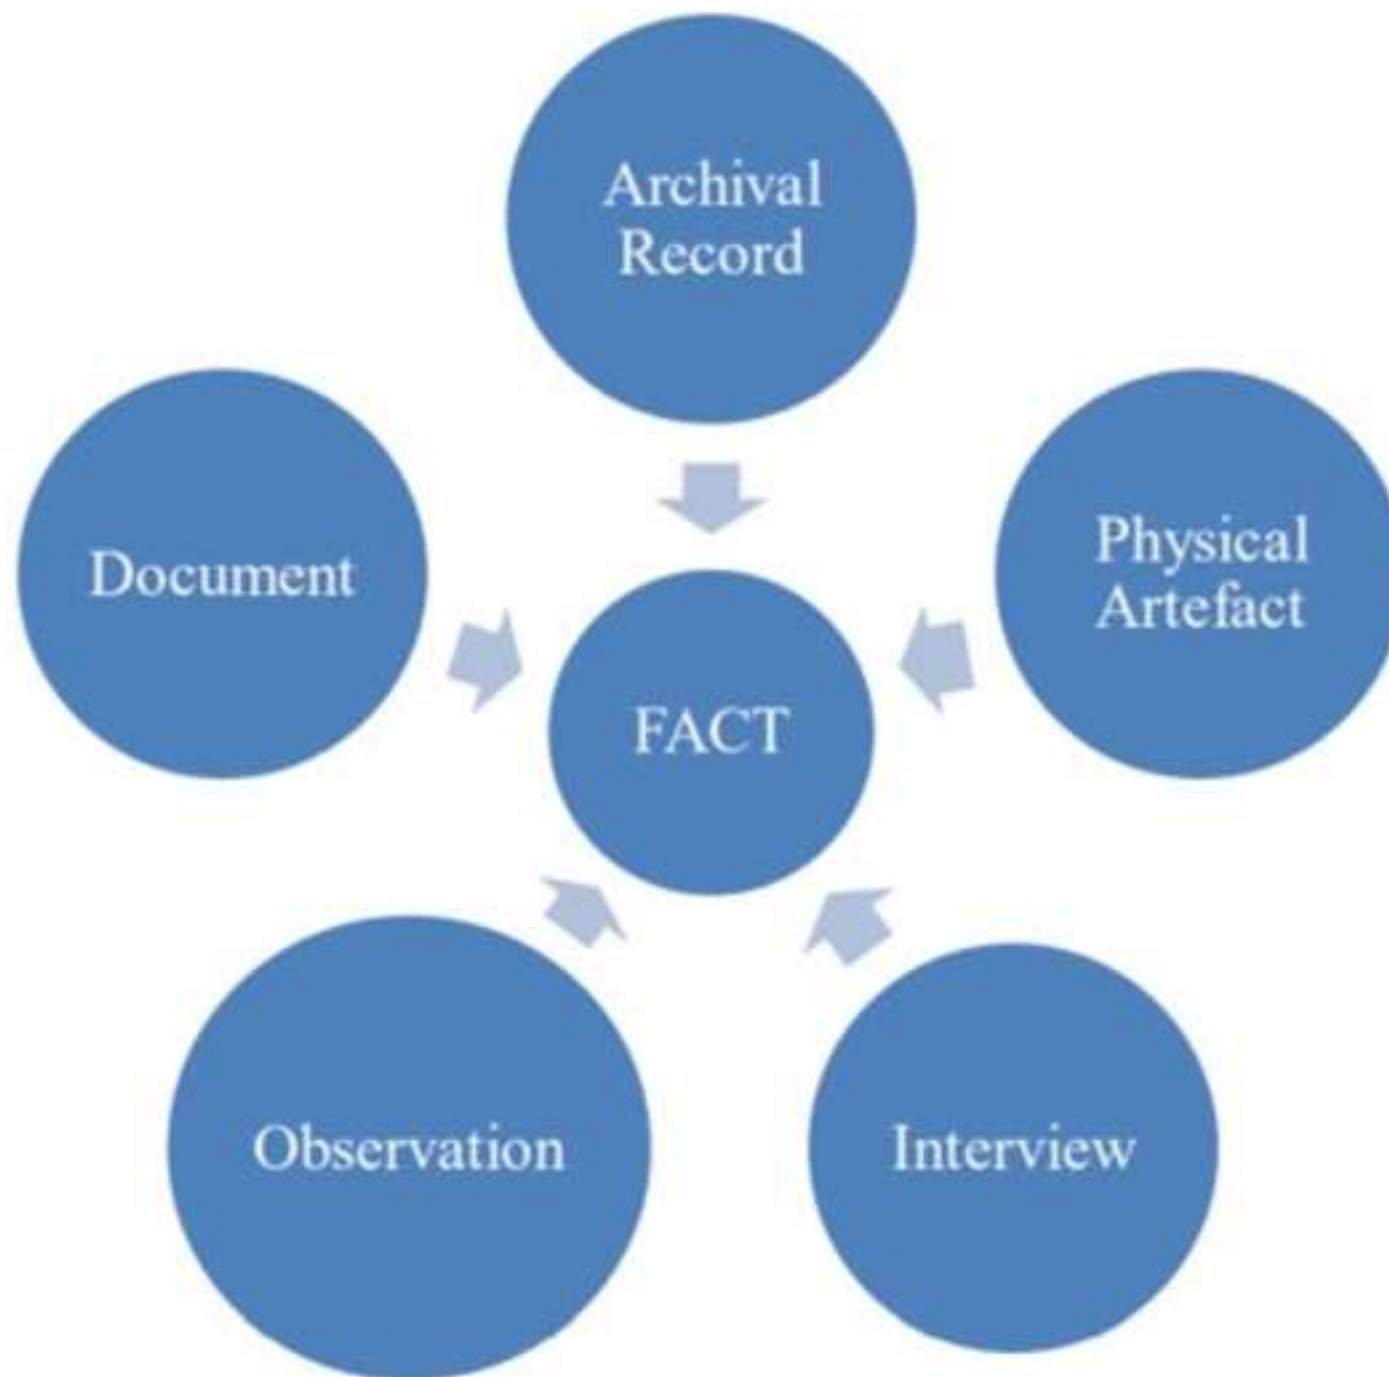 Archival
Record
Document
Physical
Artefact
FACT
Observation
Interview